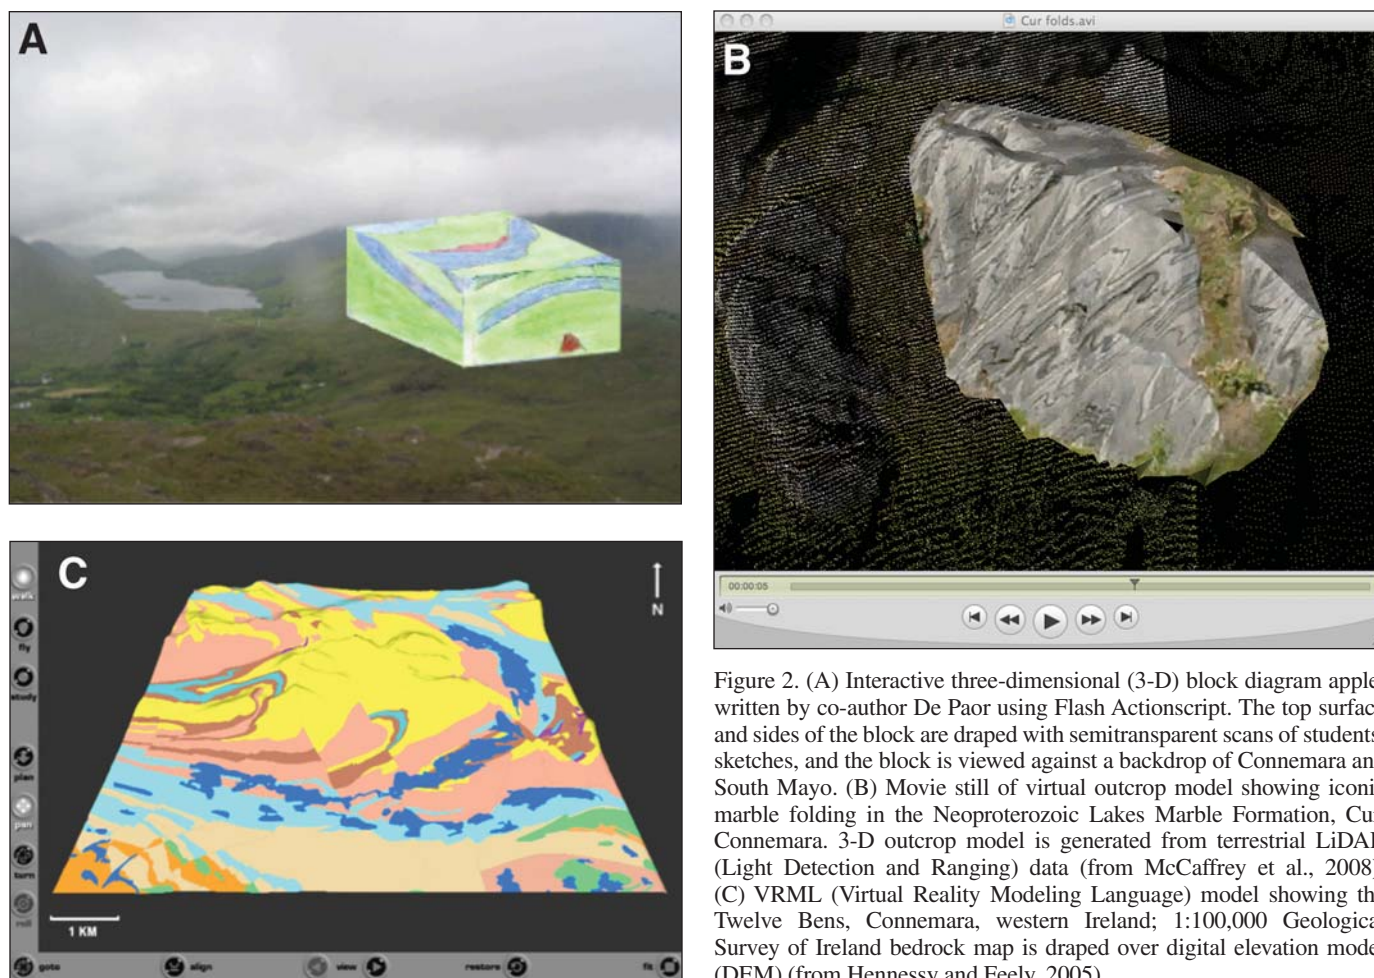 A
Cur folds.avi
B
00:00:05
C
N
walk
fly
study
plan
pan
turn
roll
1 KM
goto
align
view
restore
fit
Figure 2. (A) Interactive three-dimensional (3-D) block diagram apple
written by co-author De Paor using Flash Actionscript. The top surfac
and sides of the block are draped with semitransparent scans of students
sketches, and the block is viewed against a backdrop of Connemara an
South Mayo. (B) Movie still of virtual outcrop model showing iconi
marble folding in the Neoproterozoic Lakes Marble Formation, Cu
Connemara. 3-D outcrop model is generated from terrestrial LiDA
(Light Detection and Ranging) data (from McCaffrey et al., 2008)
(C) VRML (Virtual Reality Modeling Language) model showing th
Twelve Bens, Connemara, western Ireland; 1:100,000 Geologica
Survey of Ireland bedrock map is draped over digital elevation mode
(DEM) (from Hennessy and Feely, 2005).